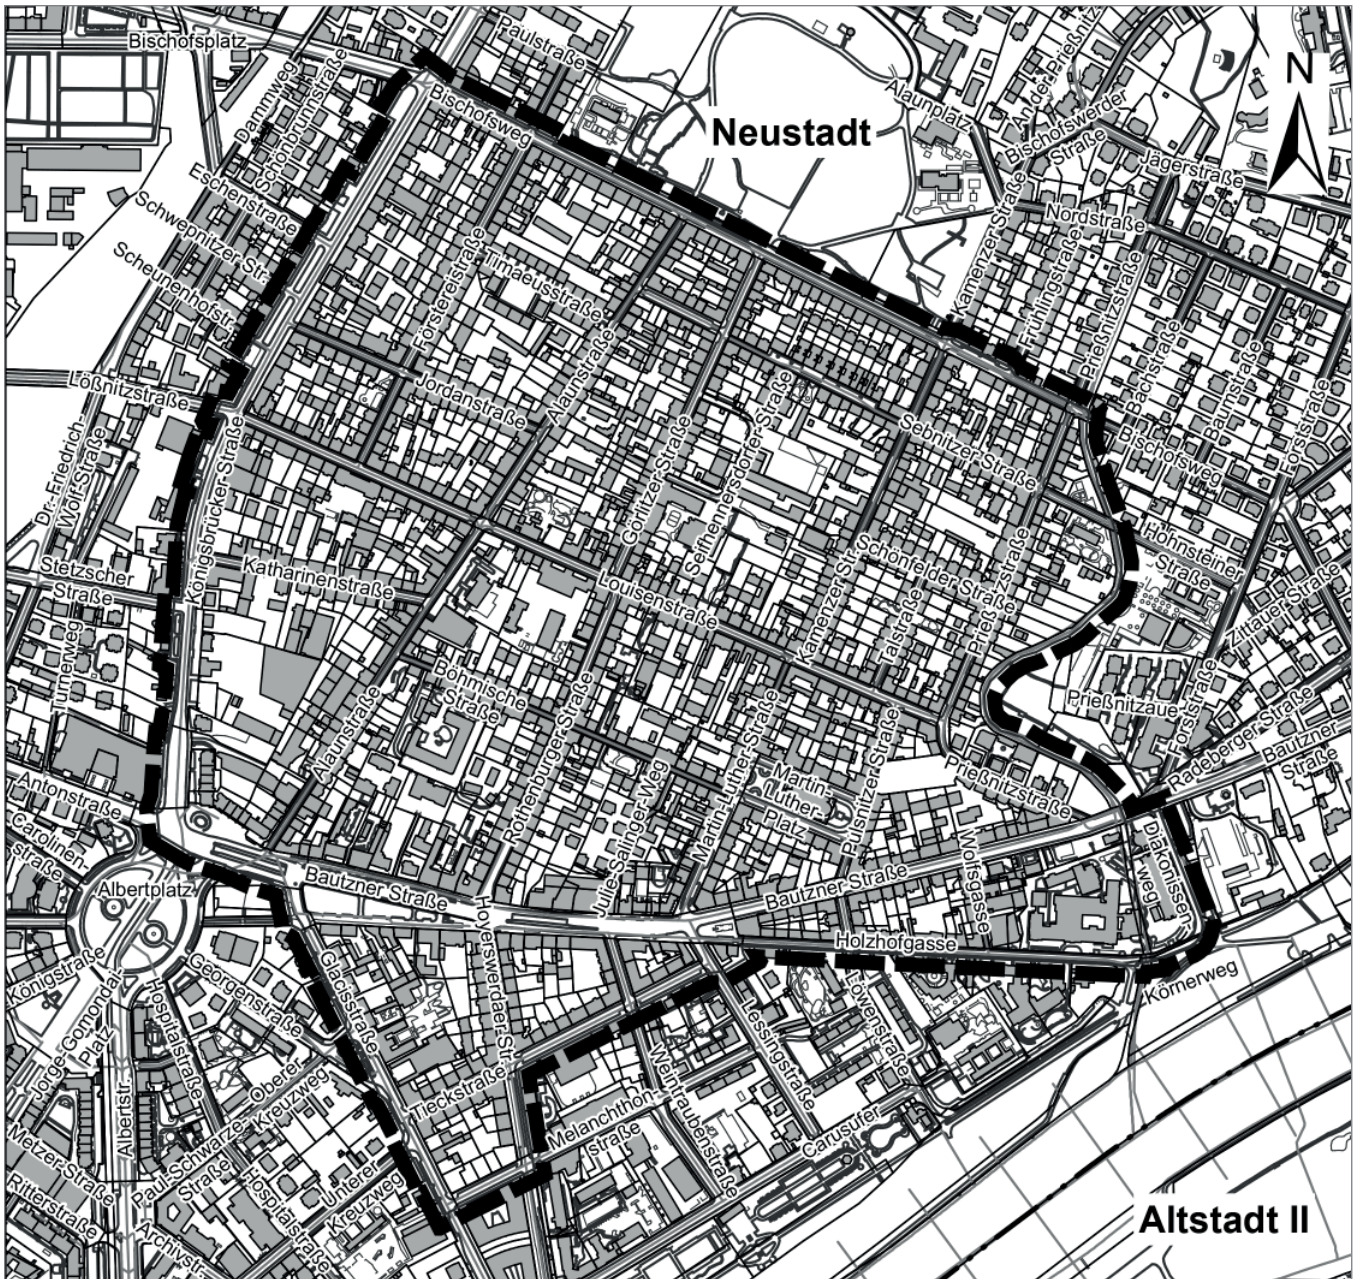 Bischofsplatz
Paulstraße
N
Dammweg
Schönbrunnstraße
Bischofsweg
Neustadt
Alaunplatz
An der Prießnitz
Bischofswerder
Straße
Jägerstraße
Eschenstraße
Schwepnitzer Str.
Scheunenhofstr.
Förstereistraße
Timaeusstraße
Kamenzer Straße
Nordstraße
Frühlingstraße
Prießnitzstraße
Lößnitzstraße
Jordanstraße
Alaunstraße
Bachstraße
Baumstraße
Forststraße
Dr.-Friedrich-
Wolf-Straße
Königsbrücker-Straße
Görlitzer-Straße
Seifhennersdorfer-Straße
Sebnitzer-Straße
Bischofsweg
Stetzscher
Straße
Katharinenstraße
Louisenstraße
Kamenzer-Str.
Schönfelder-Straße
Talstraße
Prießnitz-straße
Hohnsteiner
Straße
Zittauer-Straße
Turnerweg
Alaunstraße
Böhmische
Straße
Rothenburger-Straße
Martin-Luther-Straße
Pulsnitzer-Straße
Prießnitzaue
Forststraße
Radeberger-Straße
Bautzner
Straße
Antonstraße
Carolinen-
straße
Julie-Salinger-Weg
Martin-
Luther-
Platz
Prießnitzstraße
Albertplatz
Bautzner Straße
Hoyerswerdaer-Str.
Bautzner-Straße
Wolfsgasse
Diakonissen-
weg
Holzhofgasse
Körnerweg
Königstraße
Georgenstraße
Glacisstraße
Jorge-Gomondai-
Platz
Hospitalstraße
Albertstr.
Oberer
Kreuzweg
Tieckstraße
Melanchthon-
straße
Weintraubenstraße
Lessingstraße
Löwenstraße
Carusufer
Metzer-Straße
Ritterstraße
Paul-Schwarze-
Straße
Archivstr.
Hospitalstraße
Unterer
Kreuzweg
Altstadt II